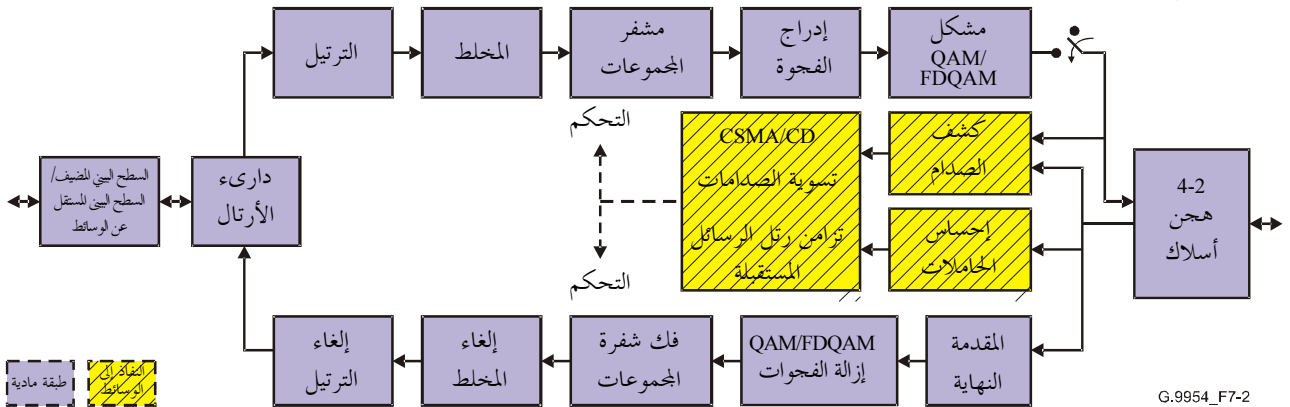 الترتيل
المخلط
مشفر
المجموعات
إدراج
الفجوة
مشكل
QAM/
FDQAM
التحكم
CSMA/CD
تسوية الصدامات
تزامن رتل الرسائل
المستقبلة
كشف
الصدام
إحساس
الحاملات
4-2
هجن
أسلاك
السطح البيني المضيف/
السطح البيني المستقل
عن الوسائط
دارىء
الأرتال
التحكم
إلغاء
الترتيل
إلغاء
المخلط
فك شفرة
المجموعات
QAM/FDQAM
إزالة الفجوات
المقدمة
النهاية
طبقة مادية
النفاذ إلى
الوسائط
G.9954_F7-2